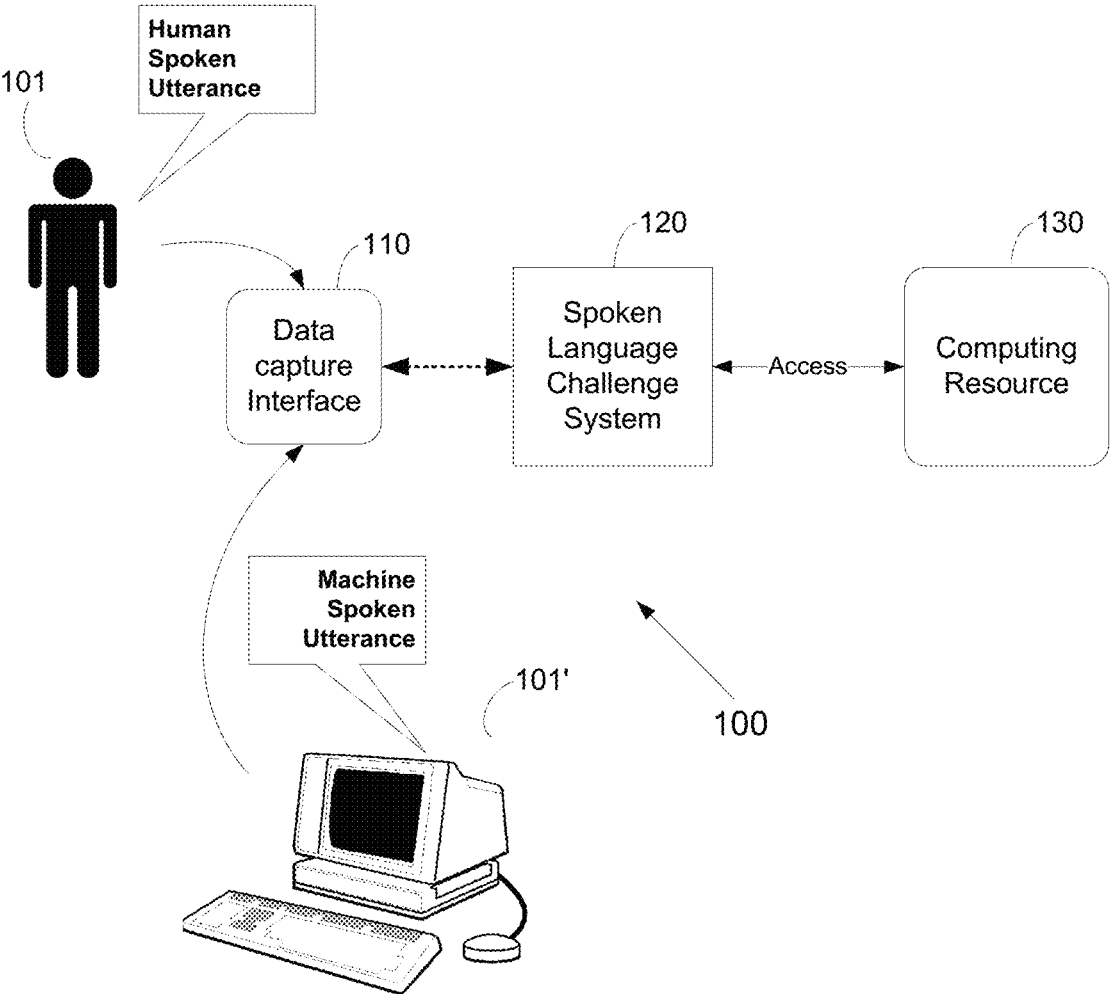 Human
Spoken
Utterance
101
110
120
130
Data
capture
Interface
Spoken
Language
Challenge
System
Access
Computing
Resource
Machine
Spoken
Utterance
101'
100